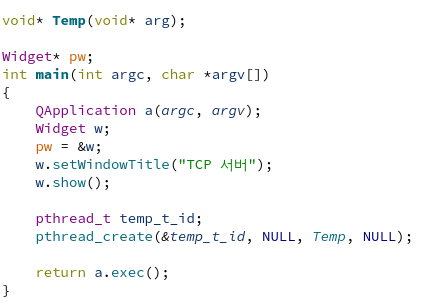 void* Temp(void* arg);
Widget* pw;
int main(int argc, char *argv[])
{
QApplication a(argc, argv);
Widget w;
pw = &w;
w.setWindowTitle("TCP 서버");
w.show();
pthread_t temp_t_id;
pthread_create(&temp_t_id, NULL, Temp, NULL);
return a.exec();
}